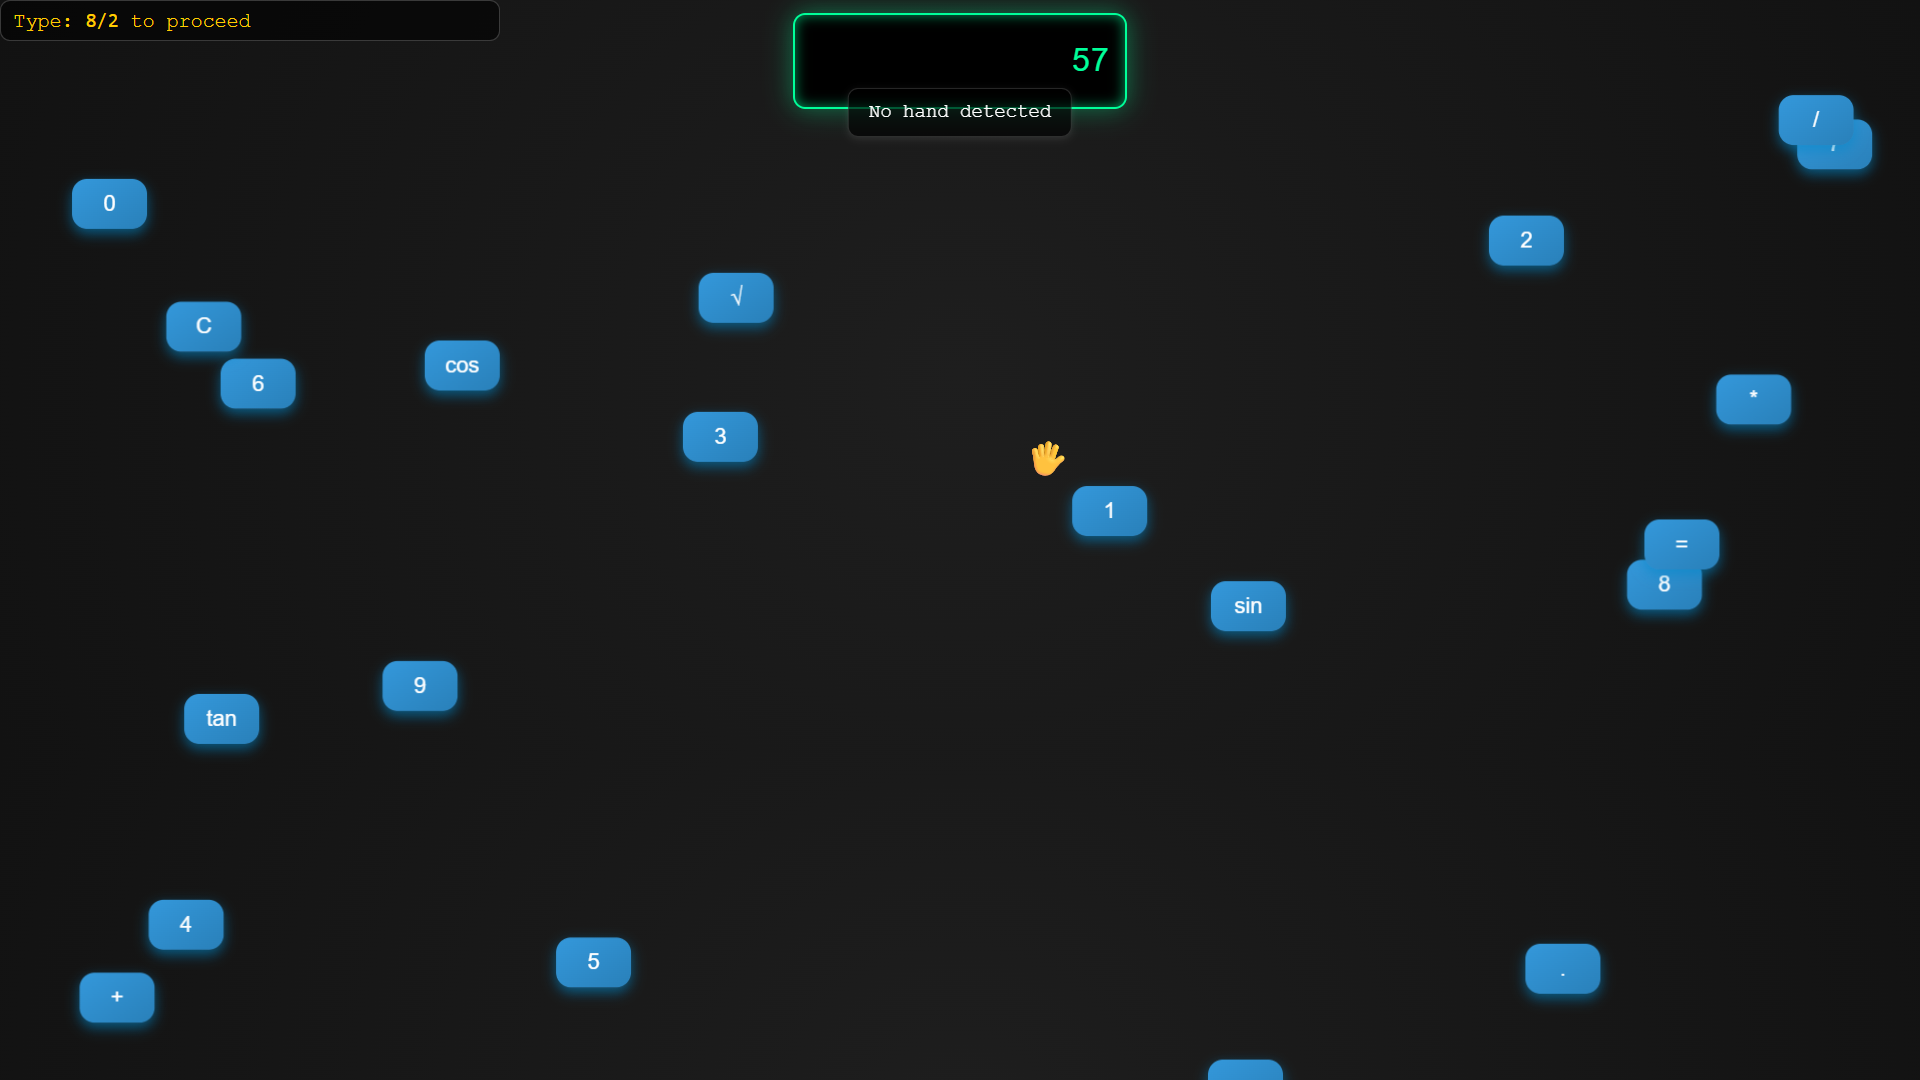 Type: 8/2 to proceed
57
No hand detected
/
0
2
√
C
cos
6
*
3
1
=
8
sin
9
tan
4
5
.
+